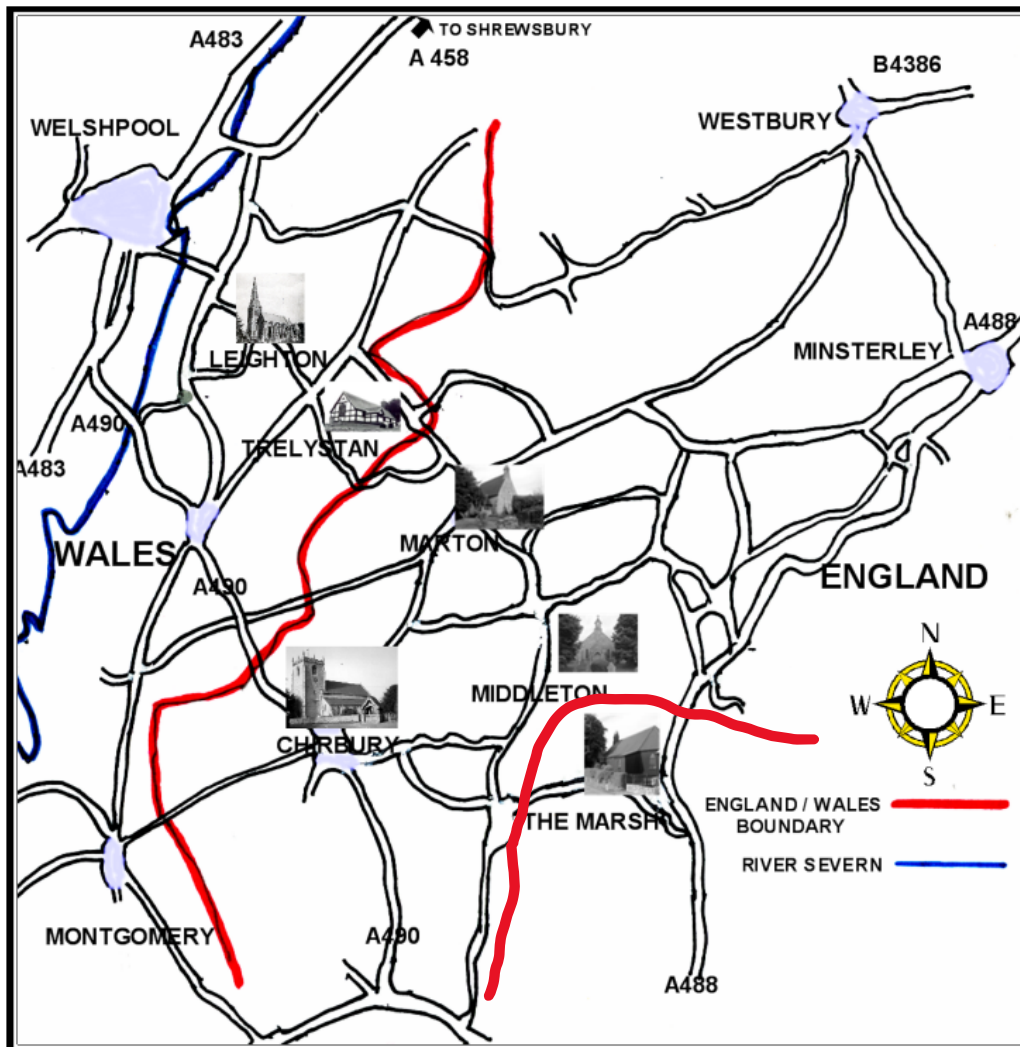 TO SHREWSBURY
A483
A 458
B4386
WELSHPOOL
WESTBURY
A488
MINSTERLEY
LEIGHTON
A490
TRELYSTAN
A483
MARTON
WALES
A490
ENGLAND
N
W
E
S
MIDDLETON
CHIRBURY
ENGLAND / WALES
BOUNDARY
THE MARSH
RIVER SEVERN
MONTGOMERY
A490
A488